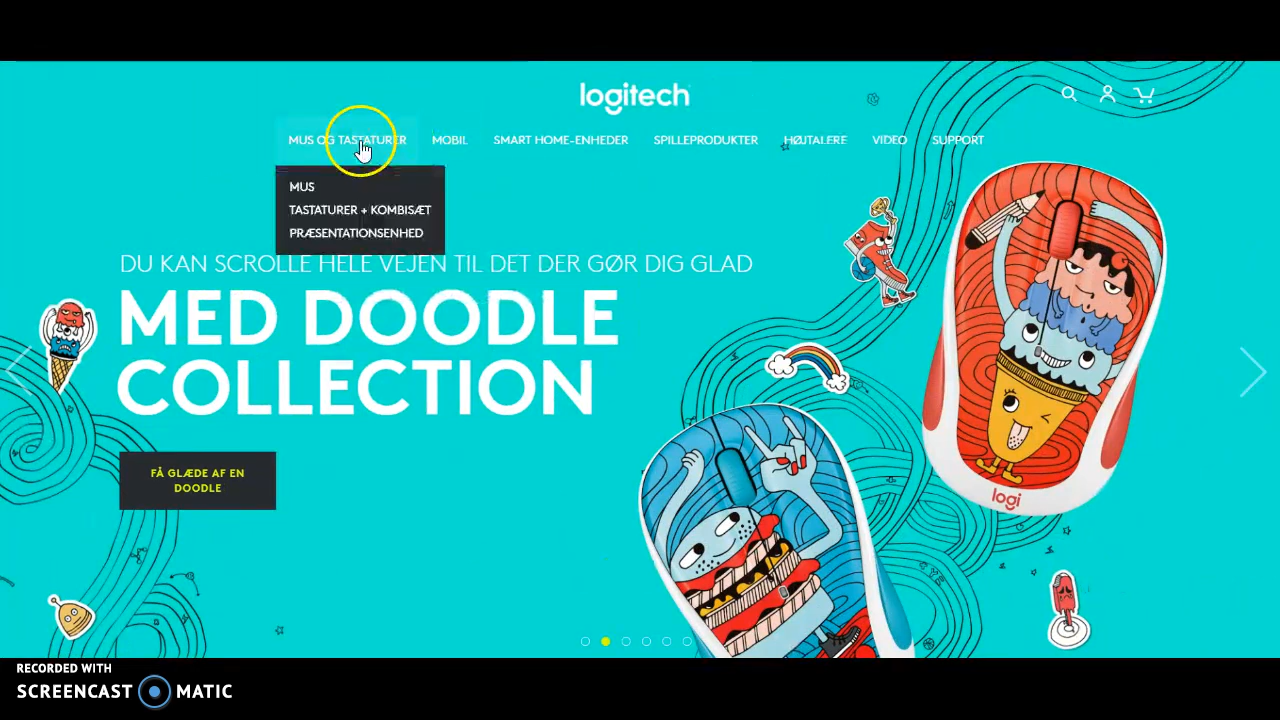 logitech
MUS OG TASTATURER MOBIL SMART HOME-ENHEDER SPILLEPRODUKTER HØJTALERE VIDEO SUPPORT
MUS
TASTATURER + KOMBISÆT
PRÆSENTATIONSENHED
DU KAN SCROLLE HELE VEJEN TIL DET DER GØR DIG GLAD
MED DOODLE
COLLECTION
FÅ GLÆDE AF EN
DOODLE
logi
RECORDED WITH
SCREENCAST MATIC